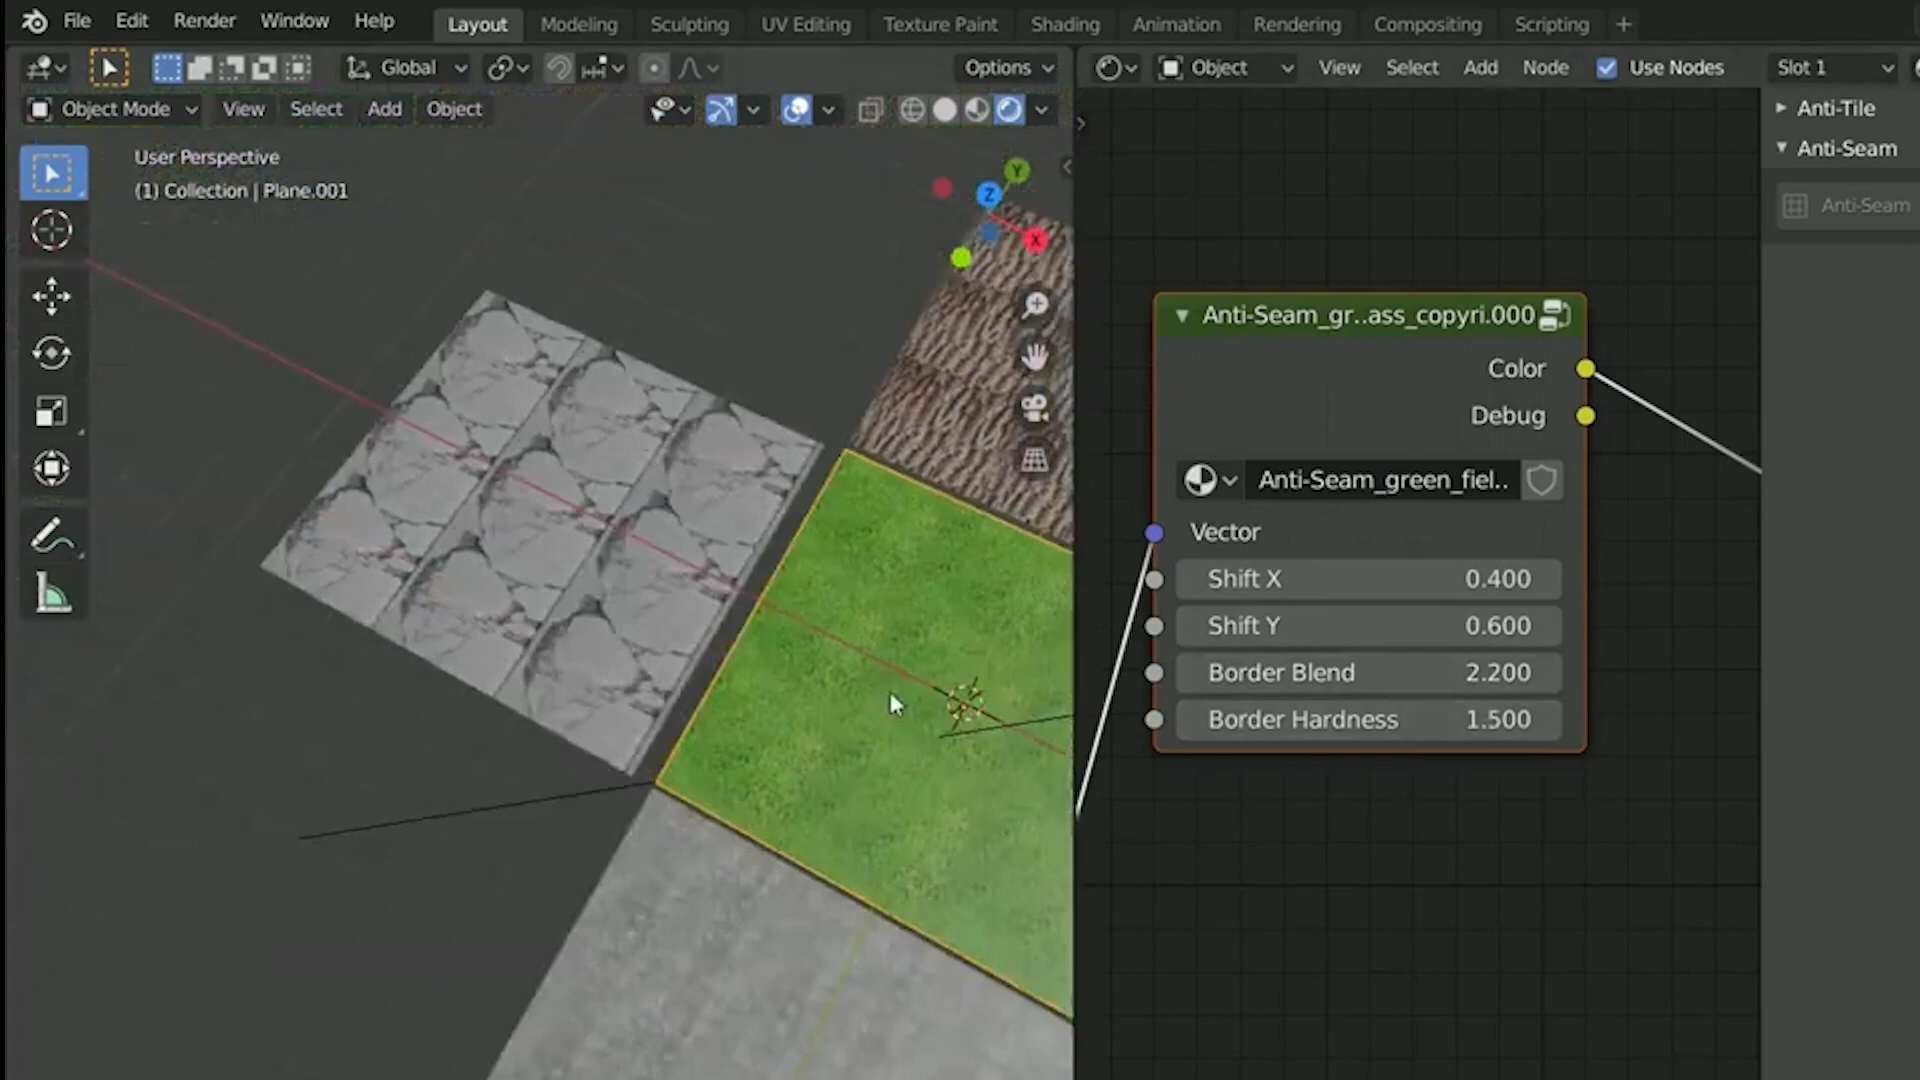 File Edit Render Window Help Layout Modeling Sculpting UV Editing Texture Paint Shading Animation Rendering Compositing Scripting +
Global Options
Object View Select Add Node Use Nodes Slot 1
Object Mode View Select Add Object
Anti-Tile
Anti-Seam
Anti-Seam
User Perspective
(1) Collection | Plane.001
Y
Z
X
Anti-Seam_gr..ass_copyri.000
Color
Debug
Anti-Seam_green_fiel..
Vector
Shift X 0.400
Shift Y 0.600
Border Blend 2.200
Border Hardness 1.500